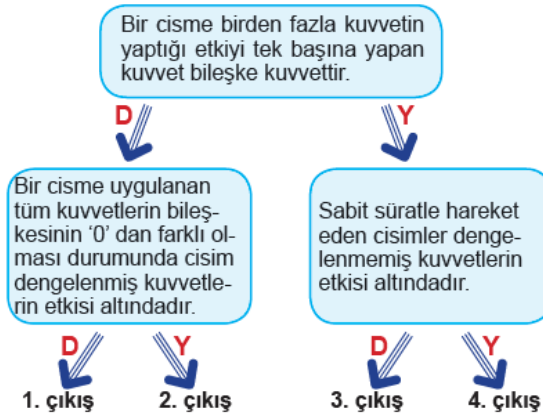 Bir cisme birden fazla kuvvetin
yaptığı etkiyi tek başına yapan
kuvvet bileşke kuvvettir.
D
Y
Bir cisme uygulanan
tüm kuvvetlerin bileş-
kesinin ‘0’ dan farklı ol-
ması durumunda cisim
dengelenmiş kuvvetle-
rin etkisi altındadır.
Sabit süratle hareket
eden cisimler denge-
lenmemiş kuvvetlerin
etkisi altındadır.
D
Y
D
Y
1. çıkış
2. çıkış
3. çıkış
4. çıkış